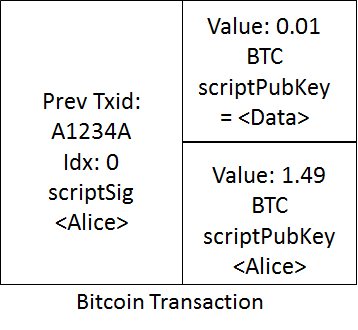 Prev Txid:
A1234A
Idx: 0
scriptSig
<Alice>
Value: 0.01
BTC
scriptPubKey
= <Data>
Value: 1.49
BTC
scriptPubKey
<Alice>
Bitcoin Transaction